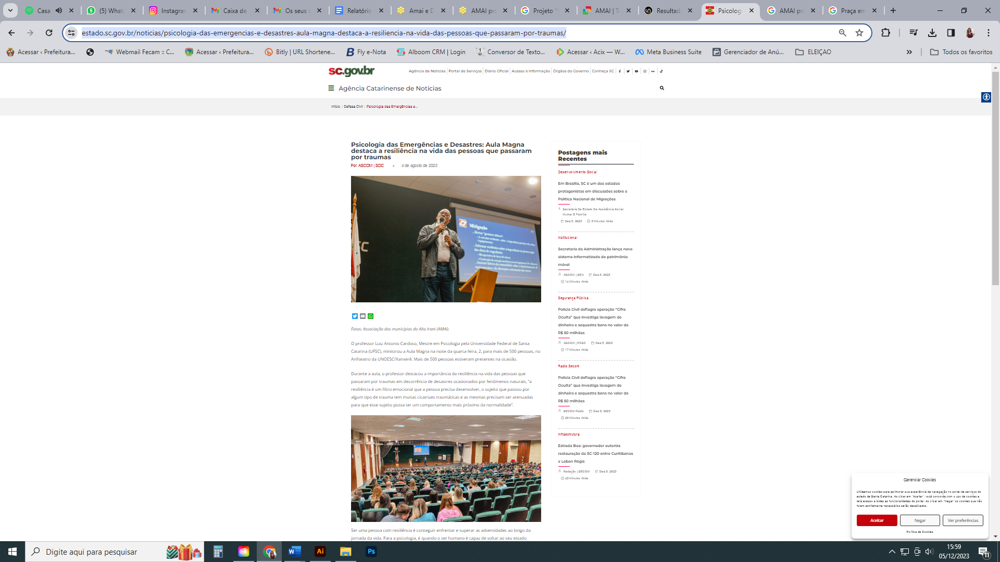 Casa
(5) Whats
Instagram
Caixa de
Os seus a
Relatório
Amai e D
AMAI pro
Projeto "
AMAI | T
Resultado
Psicologi
AMAI pro
Praça em
estado.sc.gov.br/noticias/psicologia-das-emergencias-e-desastres-aula-magna-destaca-a-resiliencia-na-vida-das-pessoas-que-passaram-por-traumas/
Acessar ‹ Prefeitura...
Webmail Fecam :: C...
Acessar ‹ Prefeitura...
Bitly | URL Shortene...
Fly e-Nota
Alboom CRM | Login
Conversor de Texto...
Acessar ‹ Acix — W...
Meta Business Suite
Gerenciador de Anú...
ELEIÇAO
Todos os favoritos
sc.gov.br
Agência de Notícias | Portal de Serviços | Diário Oficial | Acesso à Informação | Órgãos do Governo | Conheça SC
Agência Catarinense de Notícias
Início / Defesa Civil / Psicologia das Emergências e...
Psicologia das Emergências e Desastres: Aula Magna
destaca a resiliência na vida das pessoas que passaram
por traumas
Por ASCOM | SDC • 4 de agosto de 2023
Mitigação
Fotos: Associação dos municípios do Alto Irani (AMAI).
O professor Luiz Antonio Cardoso, Mestre em Psicologia pela Universidade Federal de Santa
Catarina (UFSC), ministrou a Aula Magna na noite da quarta-feira, 2, para mais de 500 pessoas, no
Anfiteatro da UNOESC/Xanxerê. Mais de 500 pessoas estiveram presentes na ocasião.
Durante a aula, o professor destacou a importância da resiliência na vida das pessoas que
passaram por traumas em decorrência de desastres ocasionados por fenômenos naturais, "a
resiliência é um filtro emocional que a pessoa precisa desenvolver, o sujeito que passou por
algum tipo de trauma tem muitas cicatrizes traumáticas e as mesmas precisam ser atenuadas
para que esse sujeito possa ter um comportamento mais próximo da normalidade".
Ser uma pessoa com resiliência é conseguir enfrentar e superar as adversidades ao longo da
jornada da vida. Para a psicologia, é quando o ser humano é capaz de voltar ao seu estado
Postagens mais
Recentes
Desenvolvimento Social
Em Brasília, SC é um dos estados
protagonistas em discussões sobre a
Política Nacional de Migrações
Secretaria De Estado Da Assistência Social,
Mulher E Família
Dez 5, 2023 5 Minutos Atrás
Institucional
Secretaria da Administração lança novo
sistema informatizado de patrimônio
móvel
ASCOM | SEA Dez 5, 2023
14 Minutos Atrás
Segurança Pública
Polícia Civil deflagra operação "Cifra
Oculta" que investiga lavagem de
dinheiro e sequestra bens no valor de
R$ 50 milhões
ASCOM | PCSC Dez 5, 2023
17 Minutos Atrás
Rádio Secom
Polícia Civil deflagra operação "Cifra
Oculta" que investiga lavagem de
dinheiro e sequestra bens no valor de
R$ 50 milhões
SECOM Rádio Dez 5, 2023
30 Minutos Atrás
Infraestrutura
Estrada Boa: governador autoriza
restauração da SC-120 entre Curitibanos
e Lebon Régis
Redação | SECOM Dez 5, 2023
45 Minutos Atrás
Gerenciar Cookies
Utilizamos cookies para aprimorar sua experiência de navegação no portal de serviços do
estado de Santa Catarina. Ao clicar em "Aceitar", você concorda com o uso de cookies e
terá acesso a todas as funcionalidades do portal. Ao clicar em "Negar" os cookies que não
forem estritamente necessários serão desativados.
Aceitar Negar Ver preferências
Política de Cookies
Digite aqui para pesquisar
15:59
05/12/2023
11